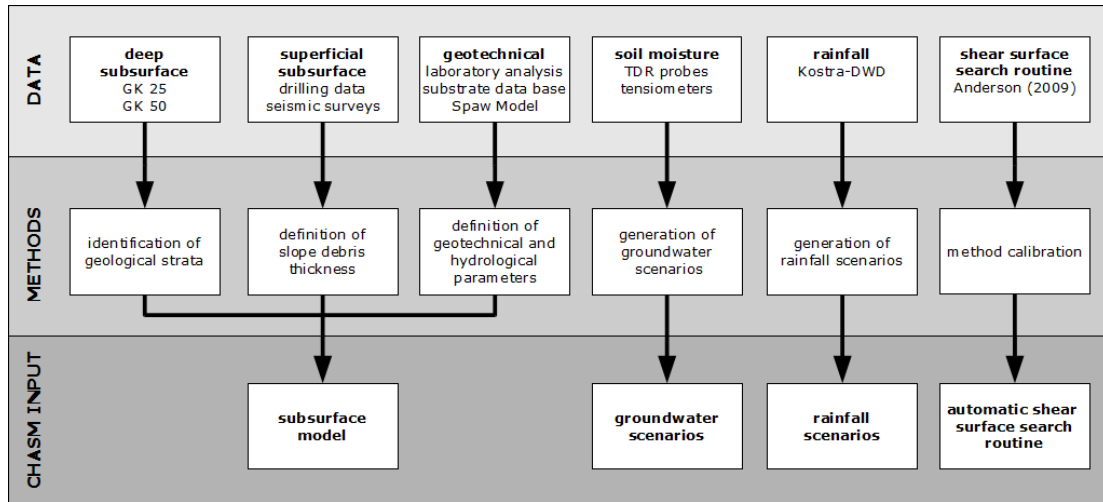 DATA
deep
subsurface
GK 25
GK 50
superficial
subsurface
drilling data
seismic surveys
geotechnical
laboratory analysis
substrate data base
Spaw Model
soil moisture
TDR probes
tensiometers
rainfall
Kostra-DWD
shear surface
search routine
Anderson (2009)
METHODS
identification of
geological strata
definition of
slope debris
thickness
definition of
geotechnical and
hydrological
parameters
generation of
groundwater
scenarios
generation of
rainfall scenarios
method calibration
CHASM INPUT
subsurface
model
groundwater
scenarios
rainfall
scenarios
automatic shear
surface search
routine